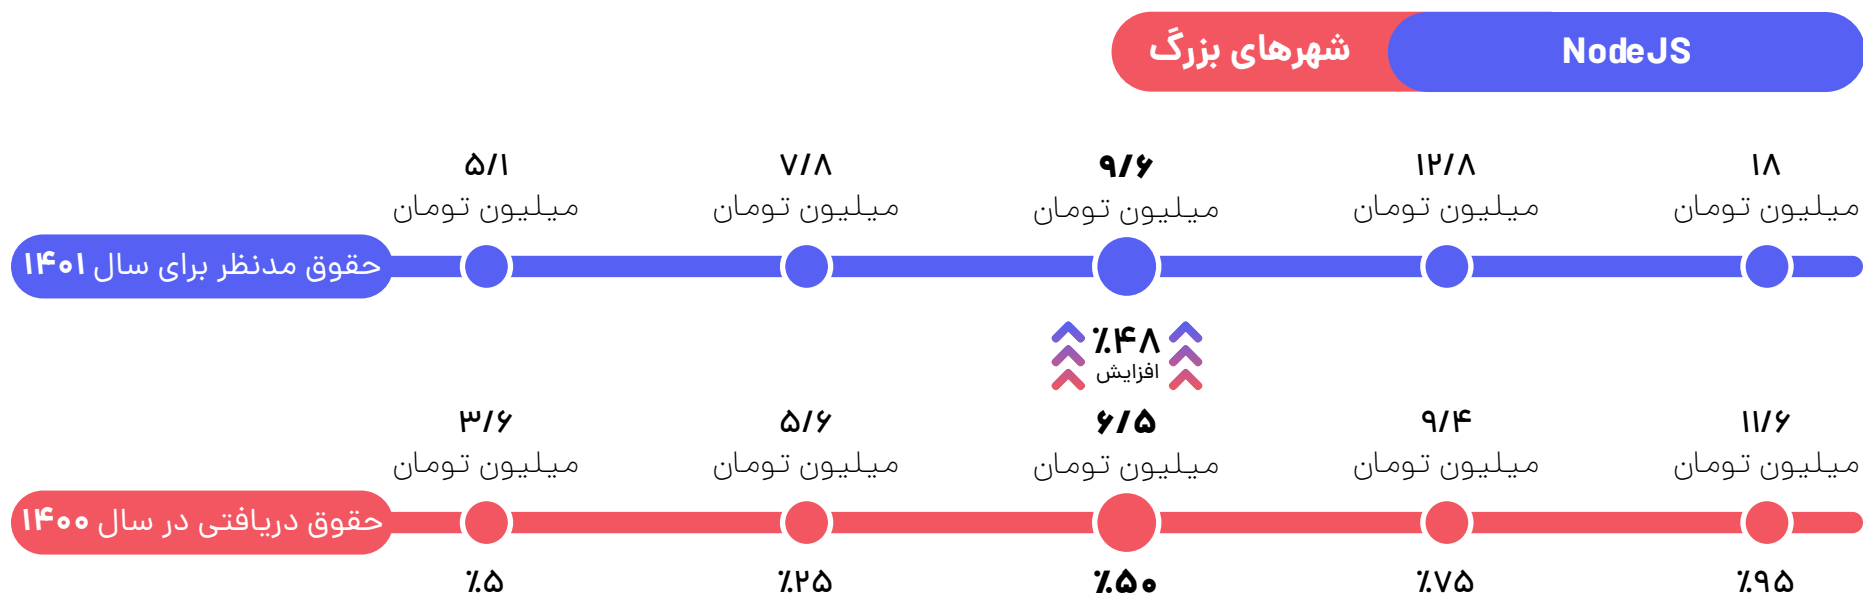 NodeJS
شهرهای بزرگ
۱۸
میلیون تومان
۱۲/۸
میلیون تومان
۹/۶
میلیون تومان
۷/۸
میلیون تومان
۵/۱
میلیون تومان
حقوق مدنظر برای سال ۱۴۰۱
٪۴۸
افزایش
۱۱/۶
میلیون تومان
۹/۴
میلیون تومان
۶/۵
میلیون تومان
۵/۶
میلیون تومان
۳/۶
میلیون تومان
حقوق دریافتی در سال ۱۴۰۰
٪۹۵
٪۷۵
٪۵۰
٪۲۵
٪۵